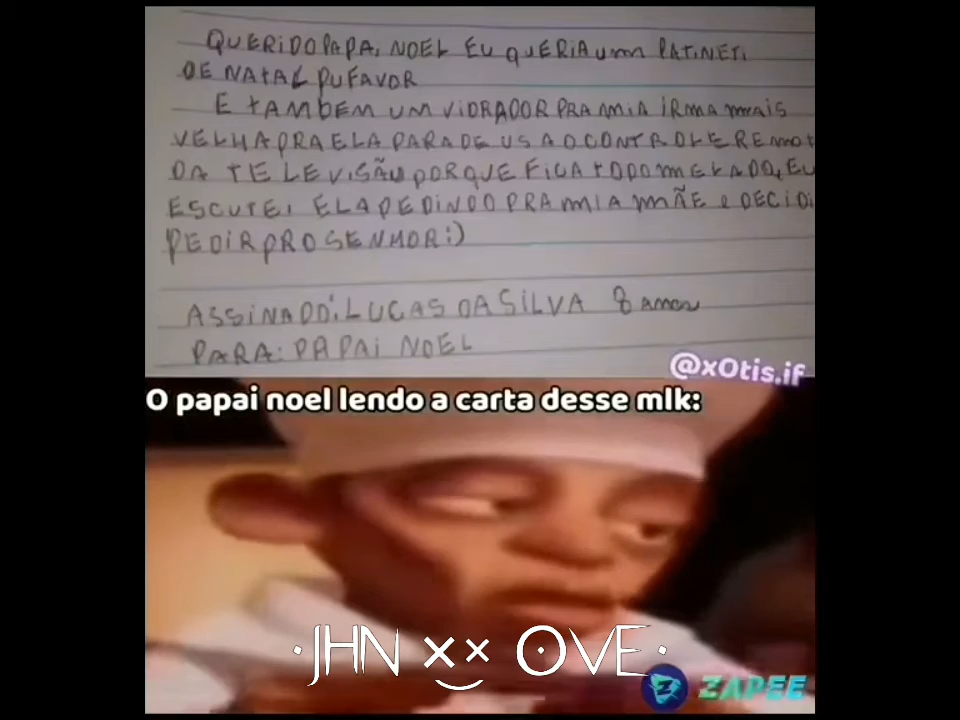 QUERIDO PAPAi NOEL EU QUERIA um PATiNETi
DE NATAL PUFAVOR
E tAMBEM UM ViDRADOR PRA MiA iRMA mAiS
VELHA PRA ELA PARA DE USA O CONTROLE REmOt
DA TELEVISÃU PORQUE FICA TODO MELADO, EU
ESCUTEi ELA PEDINDO PRA MIA MÃE e DECIDi
PEDIR PRO SENHOR:)
ASSiNADO: LUCAS DA SiLVA 8 anos
PARA: PAPAi NOEL
@xOtis.if
O papai noel lendo a carta desse mlk:
·JHN ×× OVE·
Z ZAPEE